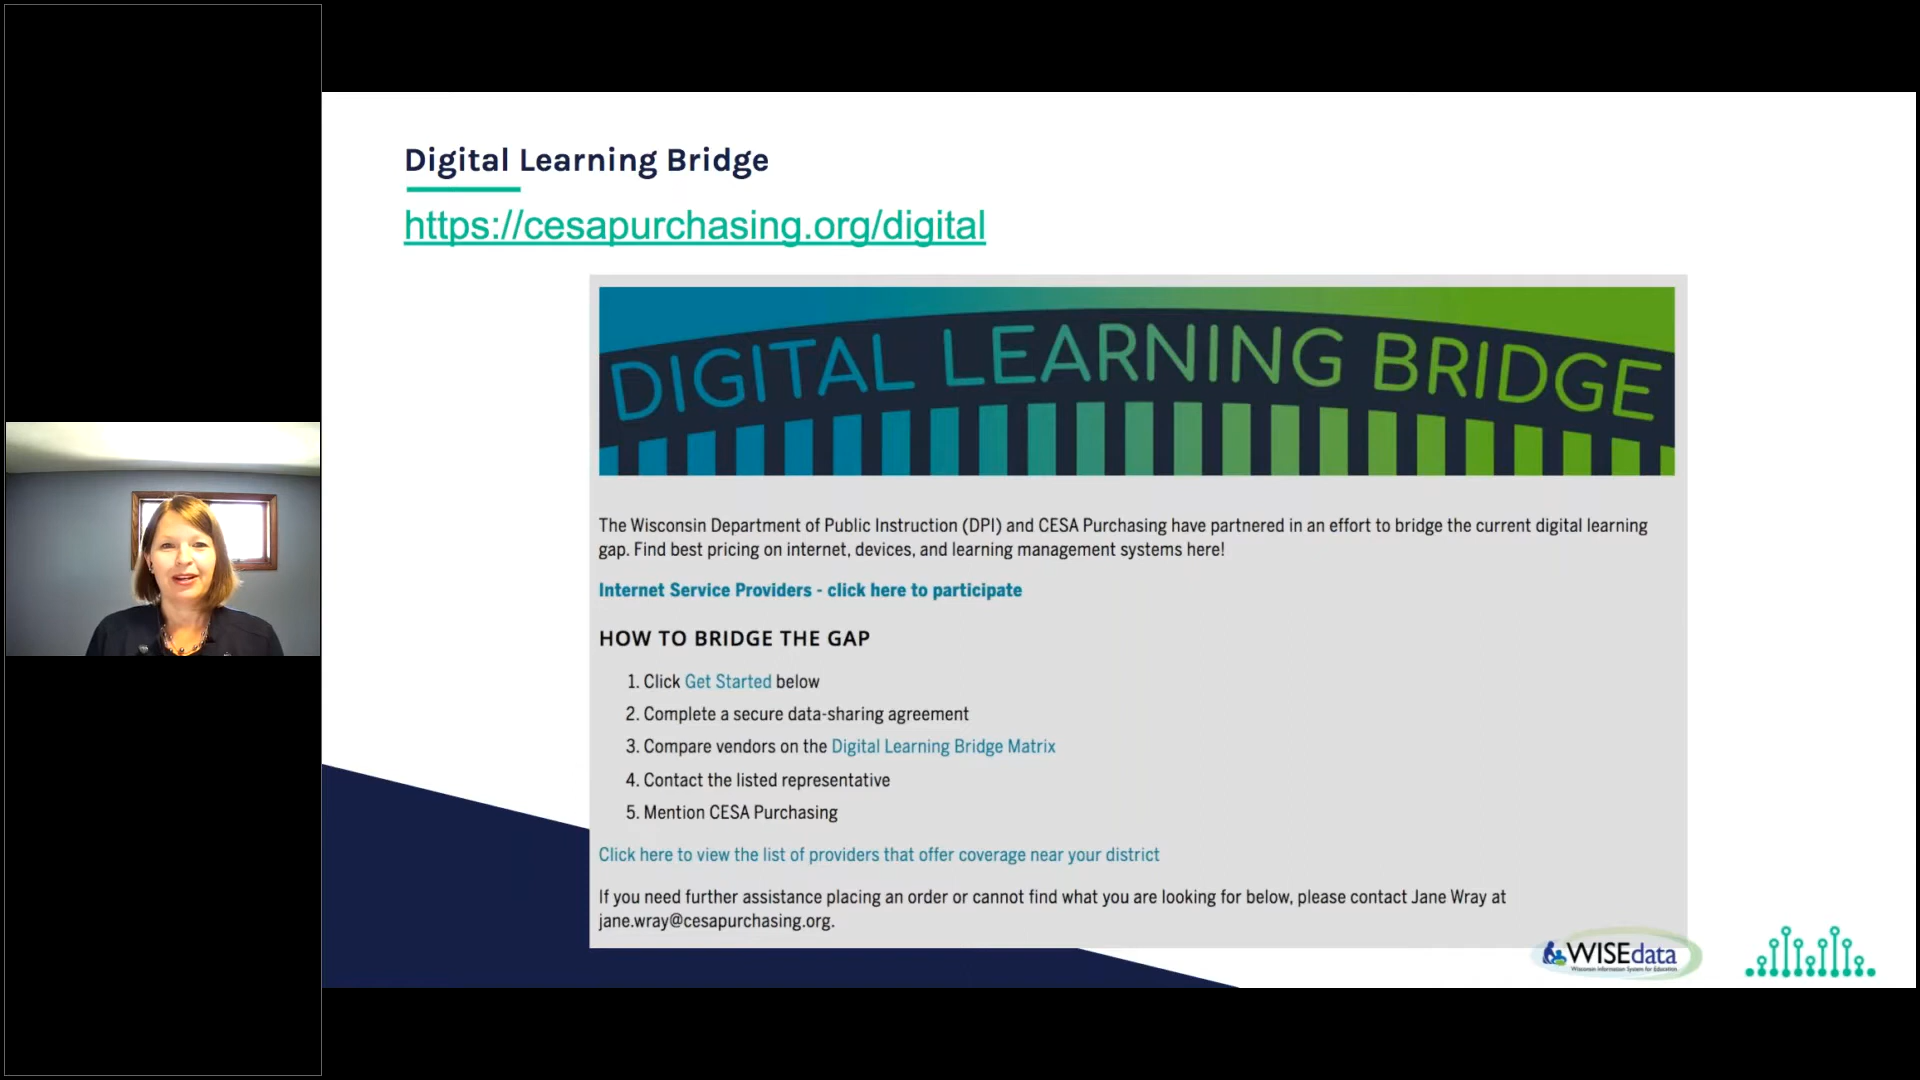 Digital Learning Bridge
https://cesapurchasing.org/digital
DIGITAL LEARNING BRIDGE
The Wisconsin Department of Public Instruction (DPI) and CESA Purchasing have partnered in an effort to bridge the current digital learning
gap. Find best pricing on internet, devices, and learning management systems here!
Internet Service Providers - click here to participate
HOW TO BRIDGE THE GAP
1. Click Get Started below
2. Complete a secure data-sharing agreement
3. Compare vendors on the Digital Learning Bridge Matrix
4. Contact the listed representative
5. Mention CESA Purchasing
Click here to view the list of providers that offer coverage near your district
If you need further assistance placing an order or cannot find what you are looking for below, please contact Jane Wray at
jane.wray@cesapurchasing.org.
WISEdata
Wisconsin Information System for Education